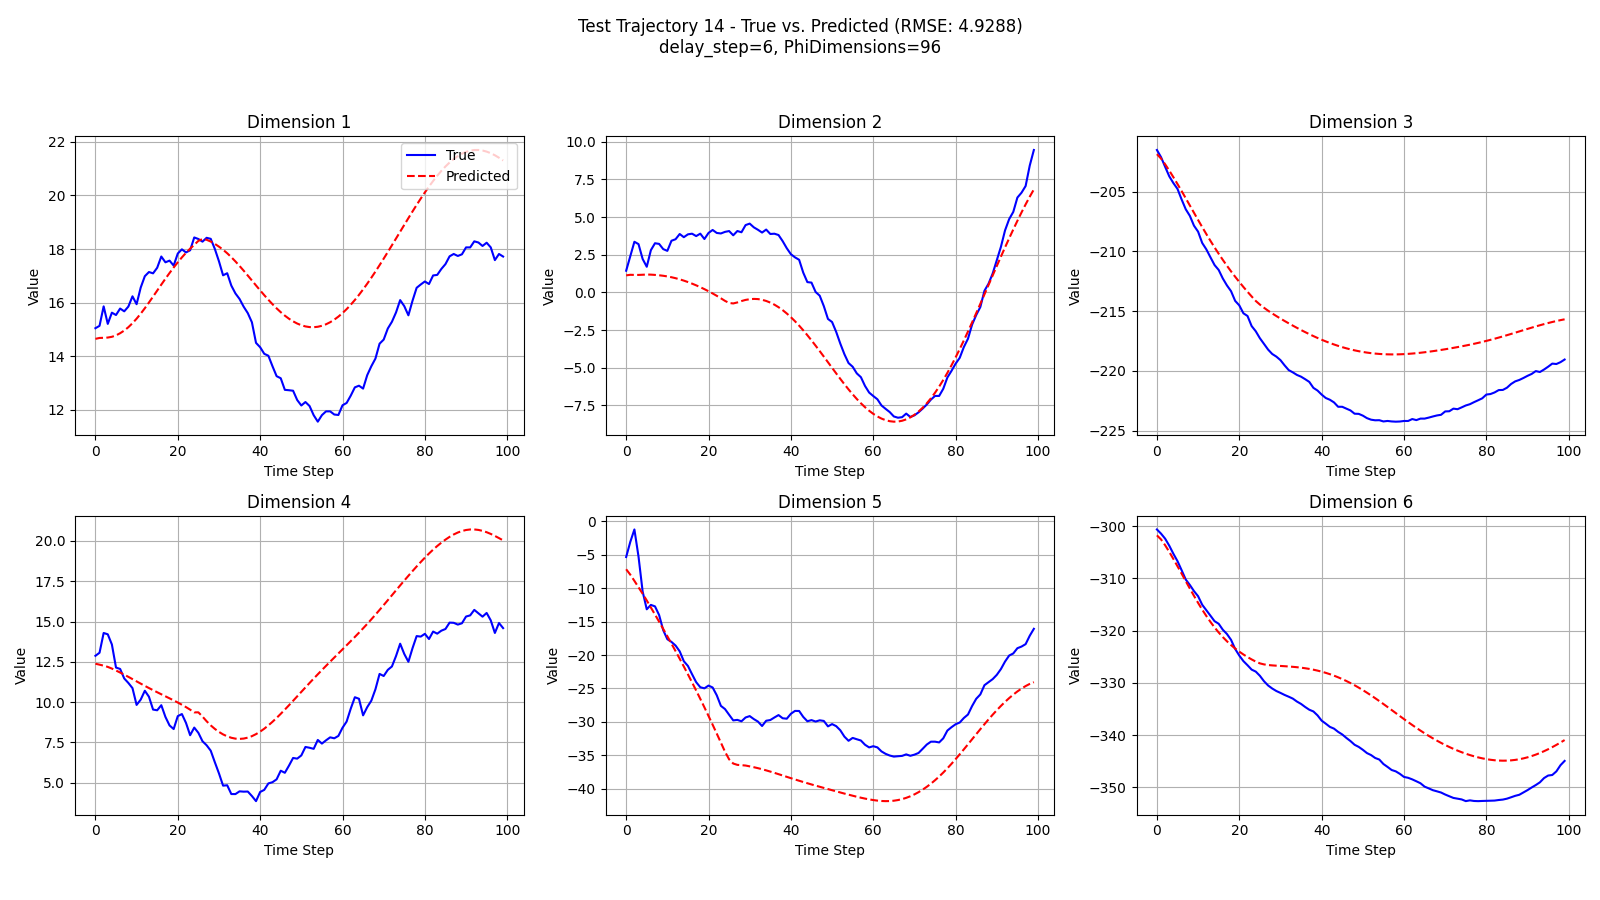 Test Trajectory 14 - True vs. Predicted (RMSE: 4.9288)
delay_step=6, PhiDimensions=96
Dimension 1
22
20
18
16
14
12
Value
0 20 40 60 80 100
Time Step
True
Predicted
Dimension 2
10.0
7.5
5.0
2.5
0.0
−2.5
−5.0
−7.5
Value
0 20 40 60 80 100
Time Step
Dimension 3
−205
−210
−215
−220
−225
Value
0 20 40 60 80 100
Time Step
Dimension 4
20.0
17.5
15.0
12.5
10.0
7.5
5.0
Value
0 20 40 60 80 100
Time Step
Dimension 5
0
−5
−10
−15
−20
−25
−30
−35
−40
Value
0 20 40 60 80 100
Time Step
Dimension 6
−300
−310
−320
−330
−340
−350
Value
0 20 40 60 80 100
Time Step